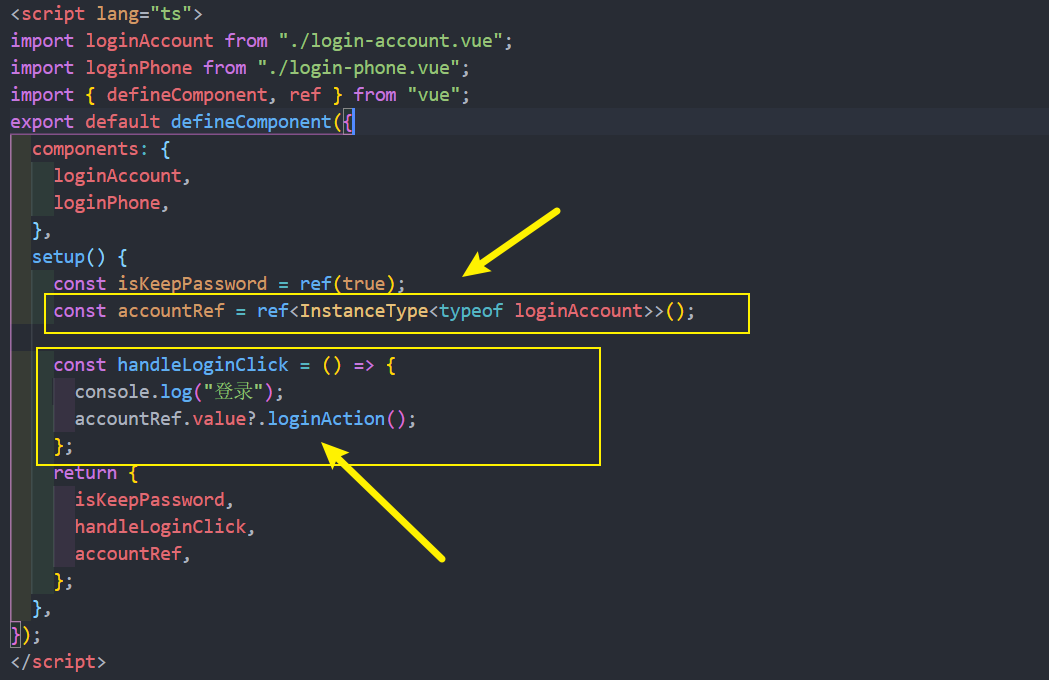 <script lang="ts">
import loginAccount from "./login-account.vue";
import loginPhone from "./login-phone.vue";
import { defineComponent, ref } from "vue";
export default defineComponent({
  components: {
    loginAccount,
    loginPhone,
  },
  setup() {
    const isKeepPassword = ref(true);
    const accountRef = ref<InstanceType<typeof loginAccount>>();

    const handleLoginClick = () => {
      console.log("登录");
      accountRef.value?.loginAction();
    };
    return {
      isKeepPassword,
      handleLoginClick,
      accountRef,
    };
  },
});
</script>